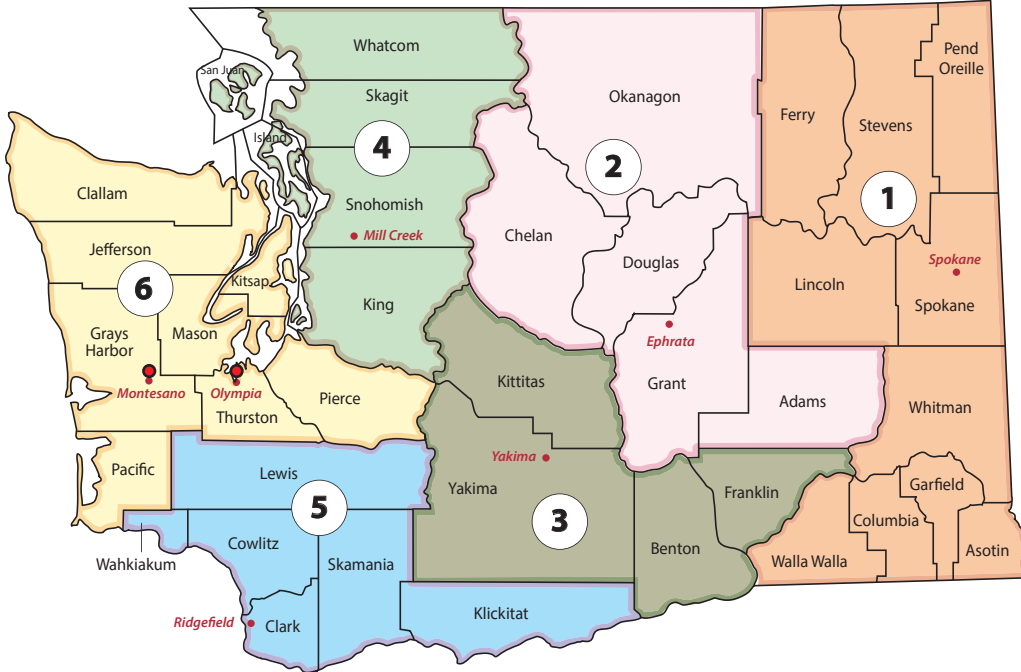 Whatcom
San Juan
Skagit
Island
4
Snohomish
Mill Creek
King
Okanagon
2
Chelan
Douglas
Ephrata
Grant
Adams
Ferry
Stevens
Pend
Oreille
1
Lincoln
Spokane
Spokane
Whitman
Garfield
Columbia
Asotin
Walla Walla
Clallam
Jefferson
6
Kitsap
Grays
Harbor
Mason
Montesano
Olympia
Thurston
Pierce
Pacific
Kittitas
Yakima
Yakima
3
Franklin
Benton
Lewis
5
Wahkiakum
Cowlitz
Skamania
Ridgefield
Clark
Klickitat